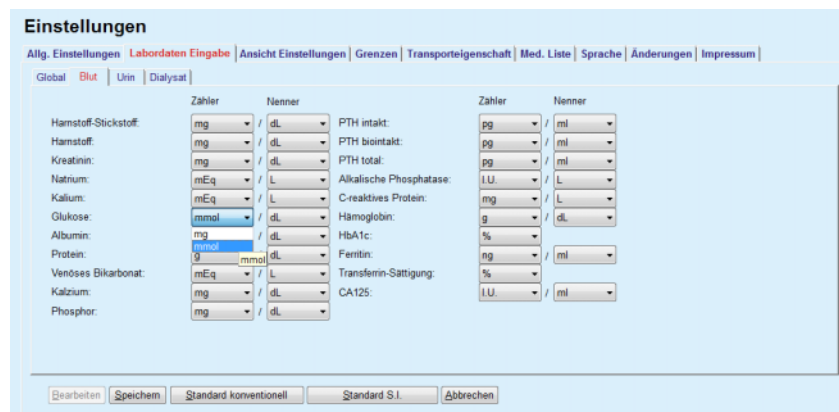 Einstellungen
Allg. Einstellungen Labordaten Eingabe Ansicht Einstellungen Grenzen Transporteigenschaft Med. Liste Sprache Änderungen Impressum
Global Blut Urin Dialysat
Zähler Nenner Zähler Nenner
Harnstoff-Stickstoff: mg / dL PTH intakt: pg / ml
Harnstoff: mg / dL PTH biointakt: pg / ml
Kreatinin: mg / dL PTH total: pg / ml
Natrium: mEq / L Alkalische Phosphatase: I.U. / L
Kalium: mEq / L C-reaktives Protein: mg / L
Glukose: mmol / dL Hämoglobin: g / dL
Albumin: mg / dL HbA1c: %
mmol
Protein: g mmol dL Ferritin: ng / ml
Venöses Bikarbonat: mEq / L Transferrin-Sättigung: %
Kalzium: mg / dL CA125: I.U. / ml
Phosphor: mg / dL
Bearbeiten Speichern Standard konventionell Standard S.I. Abbrechen